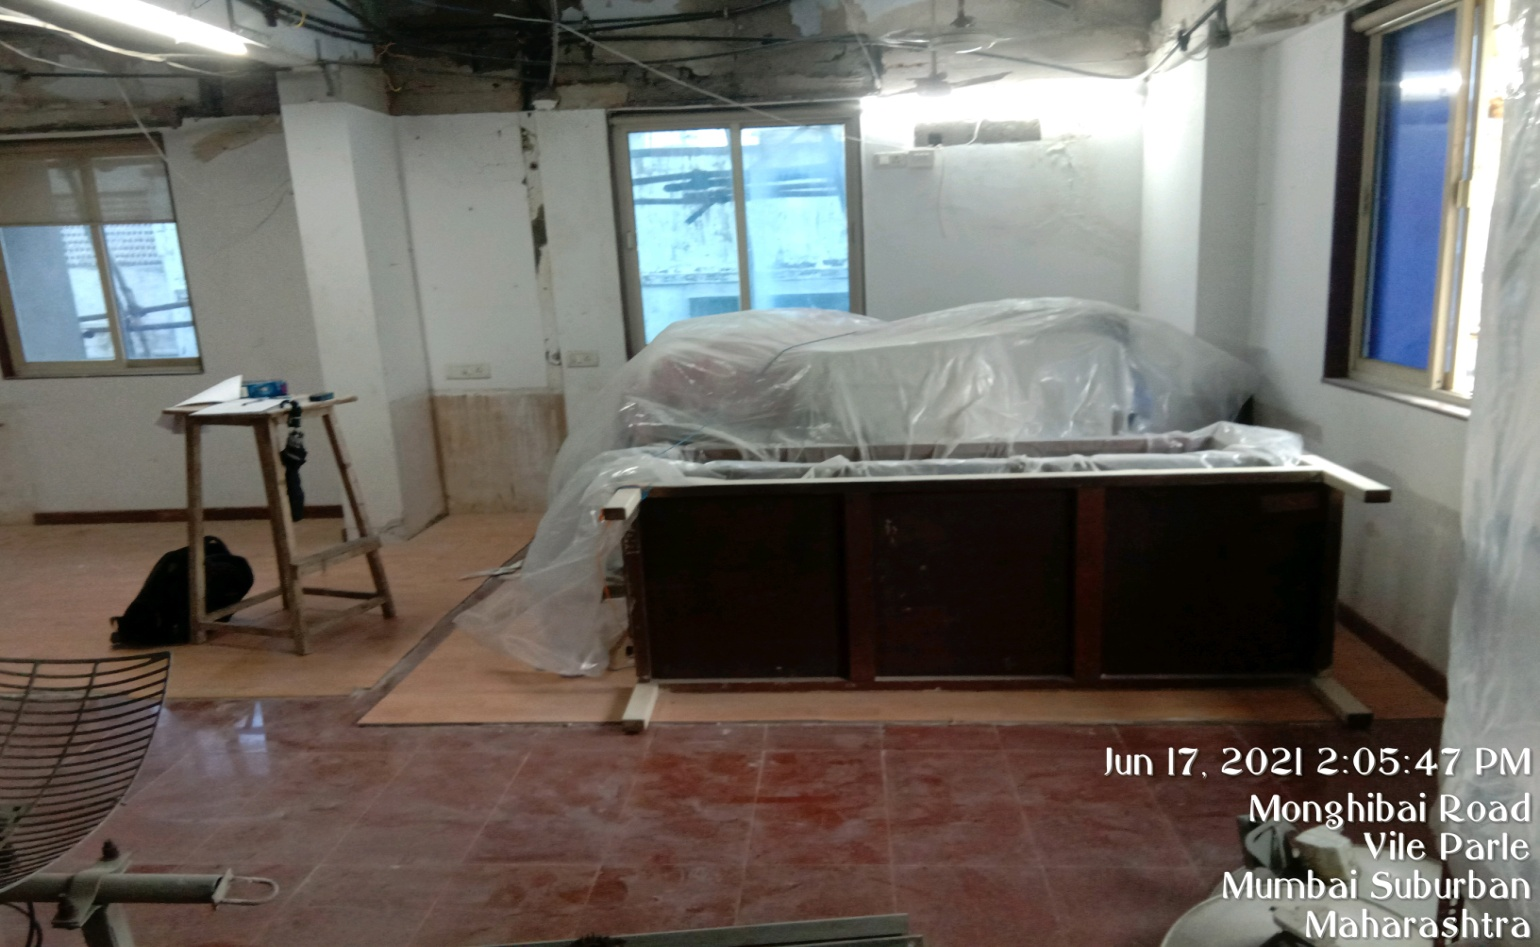 Jun 17, 2021 2:05:47 PM
Monghibai Road
Vile Parle
Mumbai Suburban
Maharashtra